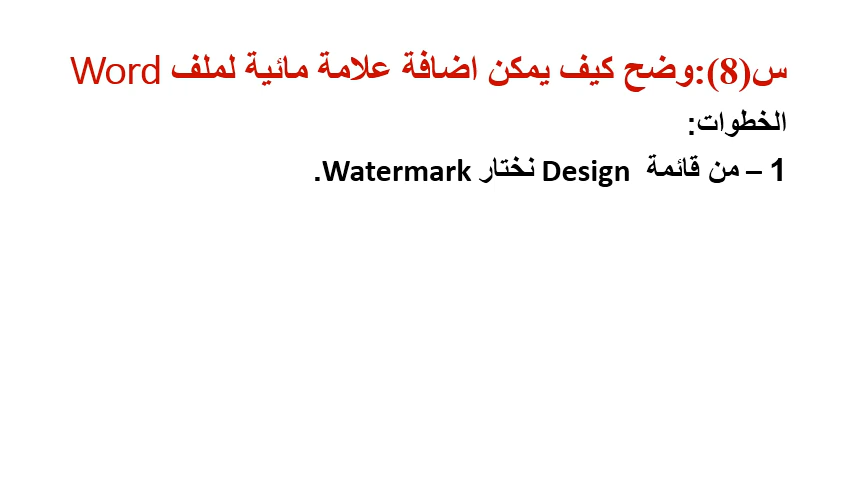 س(8):وضح كيف يمكن اضافة علامة مائية لملف Word
الخطوات:
1 – من قائمة Design نختار Watermark.